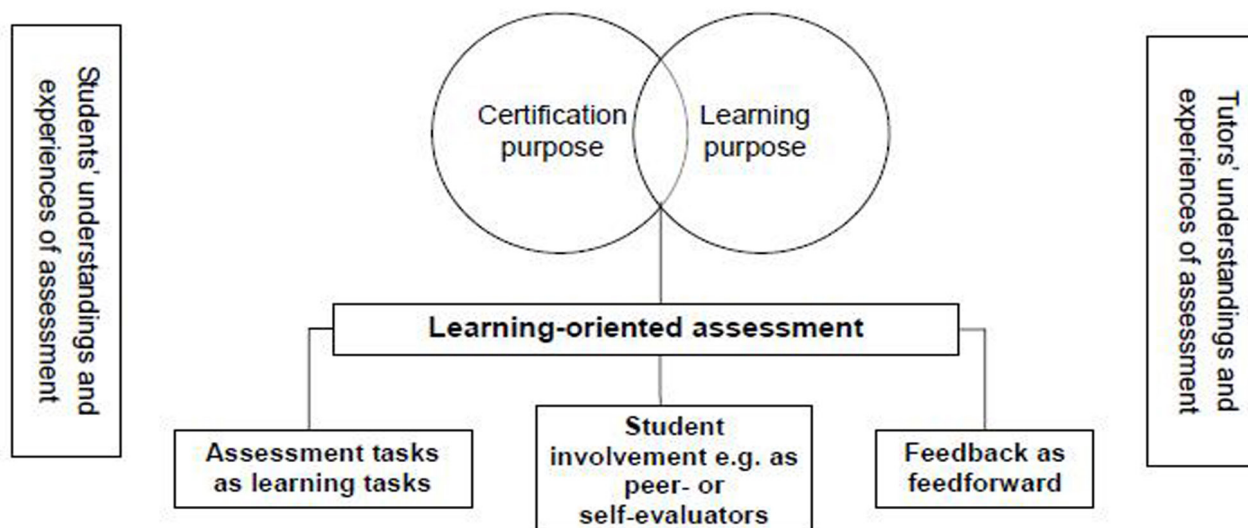 Students' understandings and
experiences of assessment
Certification
purpose
Learning
purpose
Tutors' understandings and
experiences of assessment
Learning-oriented assessment
Assessment tasks
as learning tasks
Student
involvement e.g. as
peer- or
self-evaluators
Feedback as
feedforward